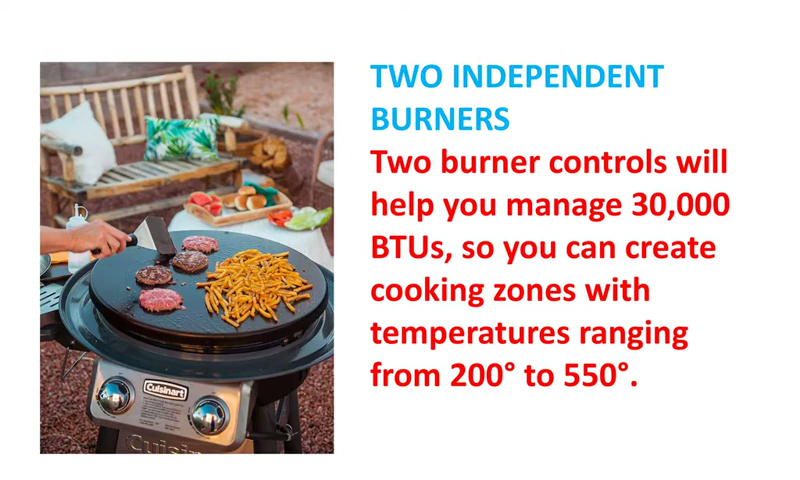 TWO INDEPENDENT
BURNERS
Two burner controls will
help you manage 30,000
BTUs, so you can create
cooking zones with
temperatures ranging
from 200° to 550°.
Cuisinart
Cuisin